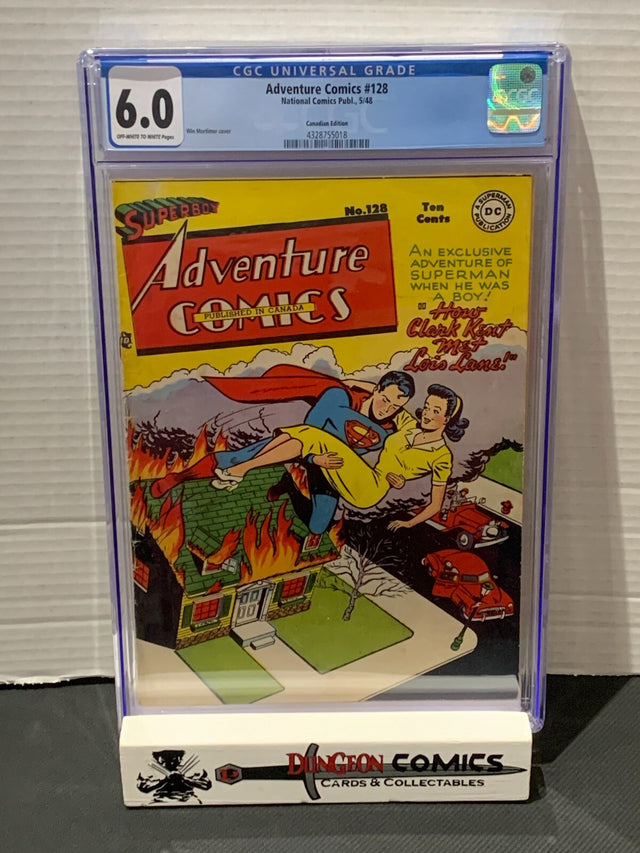 CGC UNIVERSAL GRADE
6.0
OFF-WHITE TO WHITE Pages
Adventure Comics #128
National Comics Publ., 5/48
Win Mortimer cover
Canadian Edition
4328755018
CGC
SUPERBOY
No.128
Ten
Cents
A SUPERMAN
DC
PUBLICATION
Adventure
COMICS
PUBLISHED IN CANADA
AN EXCLUSIVE
ADVENTURE OF
SUPERMAN
WHEN HE WAS
A BOY!
"How
Clark Kent
Met
Lois Lane!"
S
DUNGEON COMICS
CARDS & COLLECTABLES